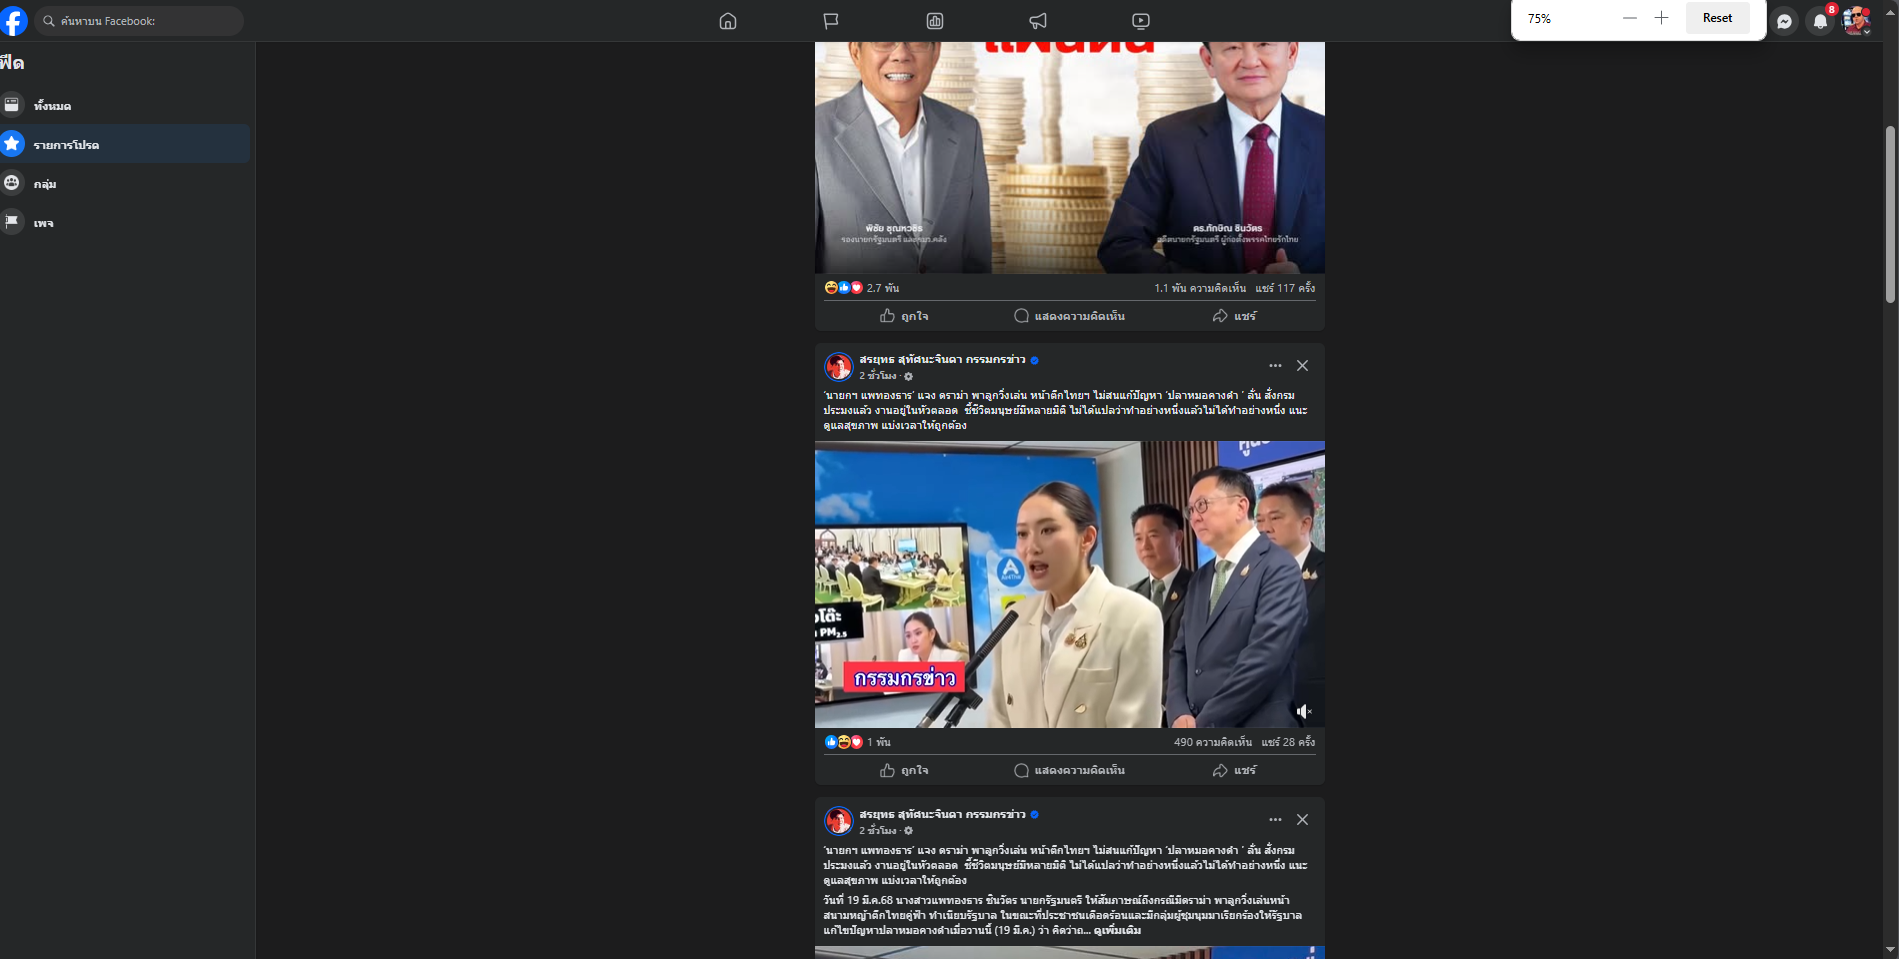 ค้นหาบน Facebook:
75%
Reset
8
ฟีด
ทั้งหมด
รายการโปรด
กลุ่ม
เพจ
พิชัย ชุณหวชิร
รองนายกรัฐมนตรี และรมว.คลัง
ดร.ทักษิณ ชินวัตร
อดีตนายกรัฐมนตรี ผู้ก่อตั้งพรรคไทยรักไทย
2.7 พัน
1.1 พัน ความคิดเห็น แชร์ 117 ครั้ง
ถูกใจ
แสดงความคิดเห็น
แชร์
สรยุทธ สุทัศนะจินดา กรรมกรข่าว
2 ชั่วโมง ·
'นายกฯ แพทองธาร' แจง ดราม่า พาลูกวิ่งเล่น หน้าตึกไทยฯ ไม่สนแก้ปัญหา 'ปลาหมอคางดำ ' ลั่น สั่งกรม
ประมงแล้ว งานอยู่ในหัวตลอด ชี้ชีวิตมนุษย์มีหลายมิติ ไม่ได้แปลว่าทำอย่างหนึ่งแล้วไม่ได้ทำอย่างหนึ่ง แนะ
ดูแลสุขภาพ แบ่งเวลาให้ถูกต้อง
PM2.5
กรรมกรข่าว
1 พัน
490 ความคิดเห็น แชร์ 28 ครั้ง
ถูกใจ
แสดงความคิดเห็น
แชร์
สรยุทธ สุทัศนะจินดา กรรมกรข่าว
2 ชั่วโมง ·
'นายกฯ แพทองธาร' แจง ดราม่า พาลูกวิ่งเล่น หน้าตึกไทยฯ ไม่สนแก้ปัญหา 'ปลาหมอคางดำ ' ลั่น สั่งกรม
ประมงแล้ว งานอยู่ในหัวตลอด ชี้ชีวิตมนุษย์มีหลายมิติ ไม่ได้แปลว่าทำอย่างหนึ่งแล้วไม่ได้ทำอย่างหนึ่ง แนะ
ดูแลสุขภาพ แบ่งเวลาให้ถูกต้อง
วันที่ 19 มี.ค.68 นางสาวแพทองธาร ชินวัตร นายกรัฐมนตรี ให้สัมภาษณ์ถึงกรณีมีดราม่า พาลูกวิ่งเล่นหน้า
สนามหญ้าตึกไทยคู่ฟ้า ทำเนียบรัฐบาล ในขณะที่ประชาชนเดือดร้อนและมีกลุ่มผู้ชุมนุมมาเรียกร้องให้รัฐบาล
แก้ไขปัญหาปลาหมอคางดำเมื่อวานนี้ (19 มี.ค.) ว่า คิดว่าถ... ดูเพิ่มเติม